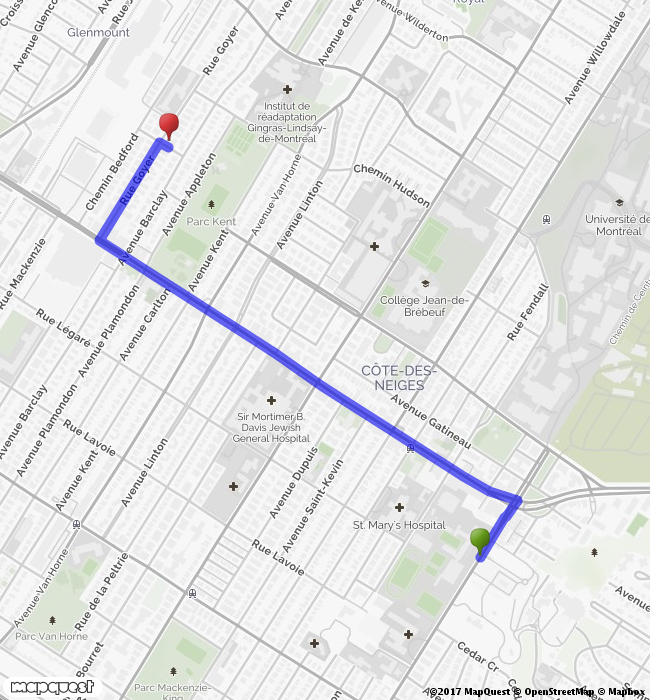 Croiss
Avenue Glenco
Glenmount
Rue Goyer
Avenue de Ke
Royal
Avenue-Wilderton
Avenue Willowdale
Institut de
réadaptation
Gingras-Lindsay-
de-Montréal
Chemin Bedford
Rue Goyer
Avenue Barclay
Avenue Appleton
Avenue-Van-Horne
Avenue Linton
Chemin Hudson
Parc Kent
Avenue Kent
Université de
Montréal
Rue Mackenzie
Collège Jean-de-
Brébeuf
Rue Fendall
Chemin de Ceint
Rue Légaré
Avenue Plamondon
Avenue Carlton
CÔTE-DES-
NEIGES
Avenue Gatineau
Sir Mortimer B.
Davis Jewish
General Hospital
Avenue Barclay
Avenue Plamondon
Rue Lavoie
Avenue Kent
Avenue Linton
Avenue Dupuis
Avenue Saint-Kevin
St. Mary's Hospital
Rue Lavoie
Avenue-Van-Horne
Rue de la Peltrie
Parc Van Horne
Bourret
Parc Mackenzie-
King
Cedar Cr
Avenue
mapquest
©2017 MapQuest © OpenStreetMap © Mapbox